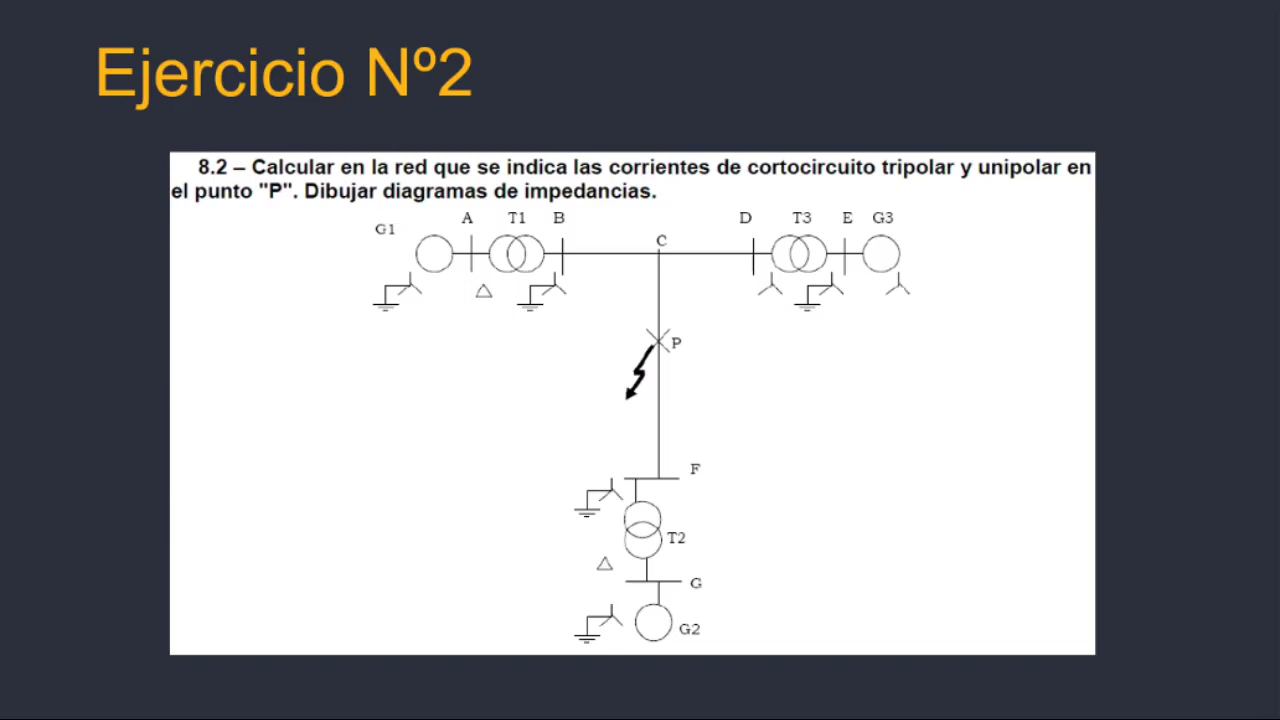 Ejercicio Nº2
8.2 – Calcular en la red que se indica las corrientes de cortocircuito tripolar y unipolar en
el punto "P". Dibujar diagramas de impedancias.
G1 A T1 B C D T3 E G3
P
F
T2
G
G2